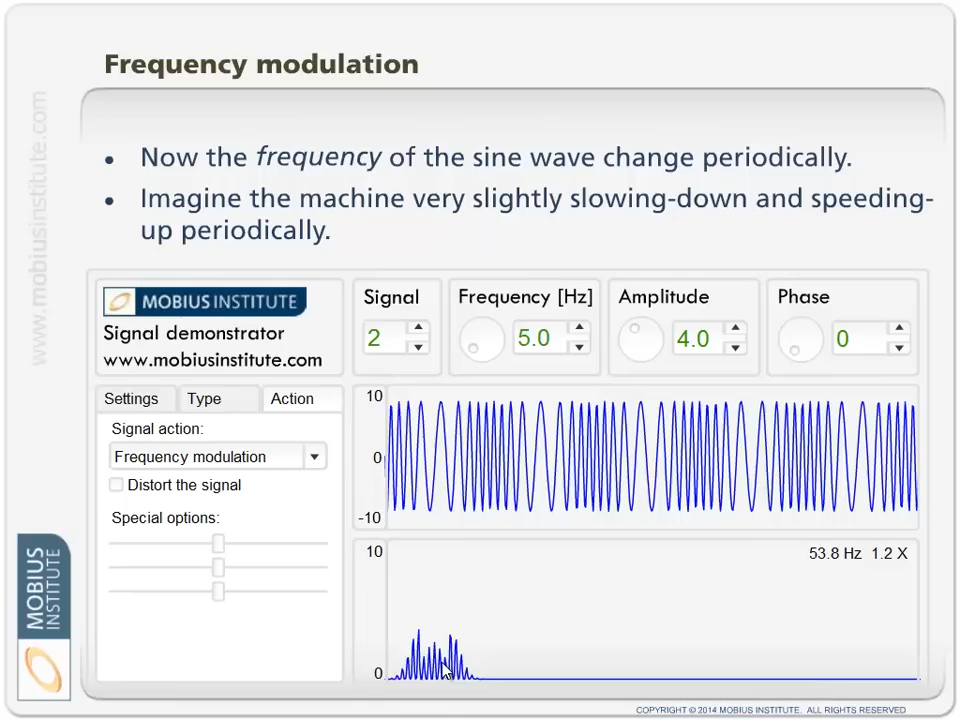 Frequency modulation
www.mobiusinstitute.com
• Now the frequency of the sine wave change periodically.
• Imagine the machine very slightly slowing-down and speeding-
up periodically.
MOBIUS INSTITUTE
Signal demonstrator
www.mobiusinstitute.com
Signal
2
Frequency [Hz]
5.0
Amplitude
4.0
Phase
0
Settings Type Action
Signal action:
Frequency modulation
Distort the signal
Special options:
10
0
-10
10
53.8 Hz 1.2 X
0
MOBIUS
INSTITUTE
COPYRIGHT © 2014 MOBIUS INSTITUTE. ALL RIGHTS RESERVED